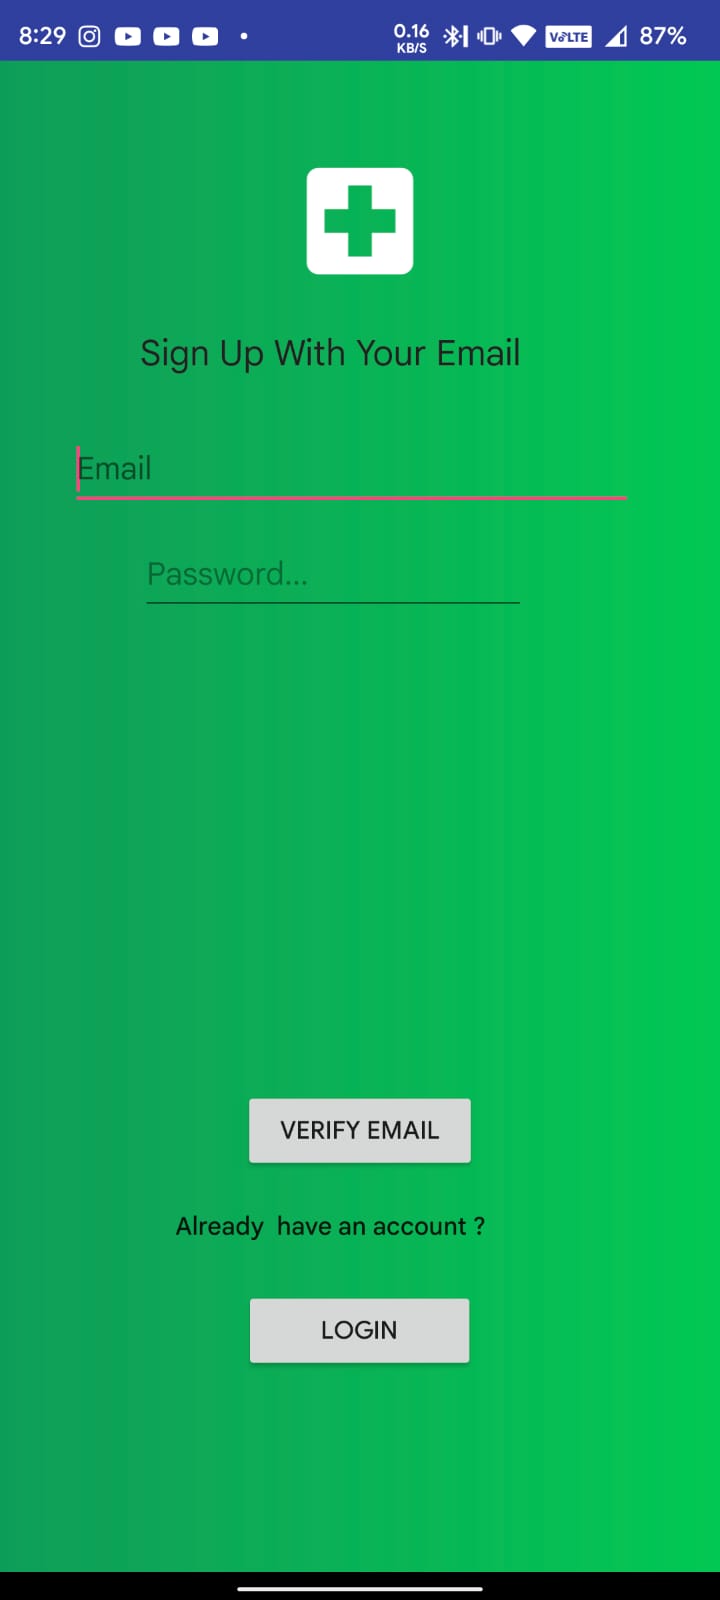 8:29 0.16 KB/S VoLTE 87%
Sign Up With Your Email
Email
Password...
VERIFY EMAIL
Already  have an account ?
LOGIN